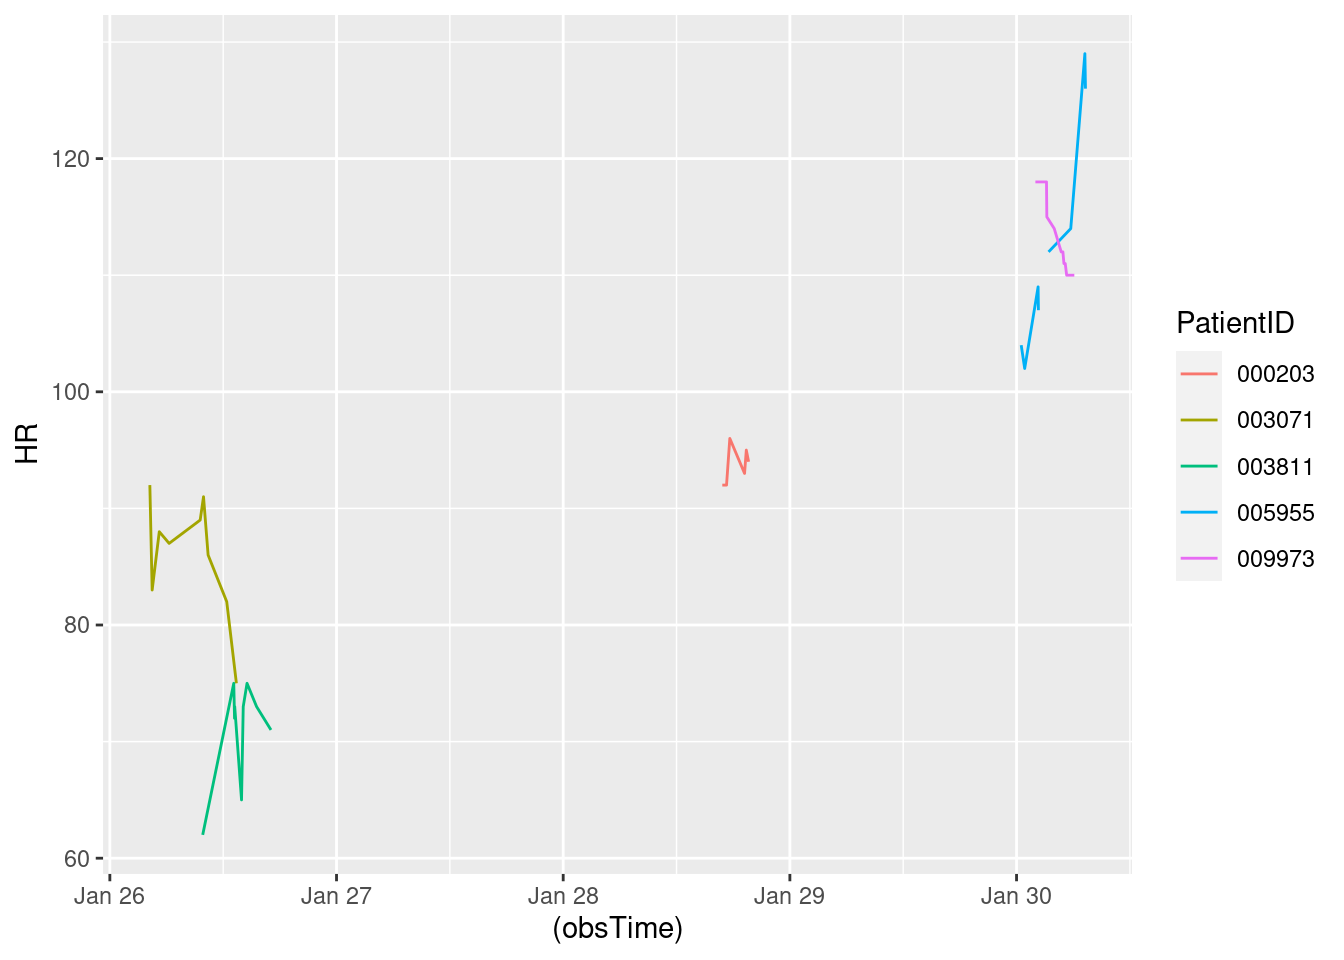 HR
120
100
80
60
Jan 26
Jan 27
Jan 28
Jan 29
Jan 30
(obsTime)
PatientID
000203
003071
003811
005955
009973